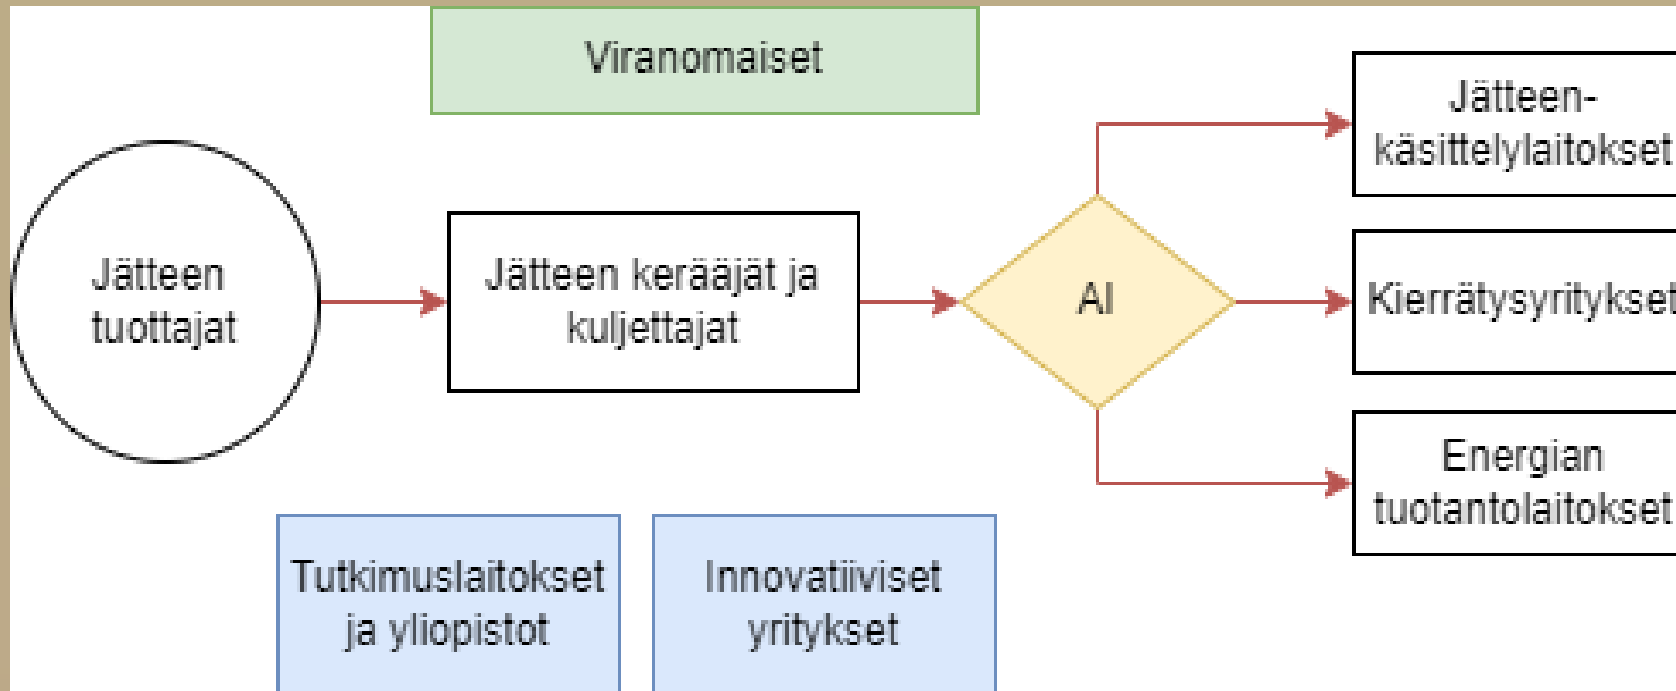 Viranomaiset
Jätteen
tuottajat
Jätteen kerääjät ja
kuljettajat
AI
Jätteen-
käsittelylaitokset
Kierrätysyritykset
Energian
tuotantolaitokset
Tutkimuslaitokset
ja yliopistot
Innovatiiviset
yritykset